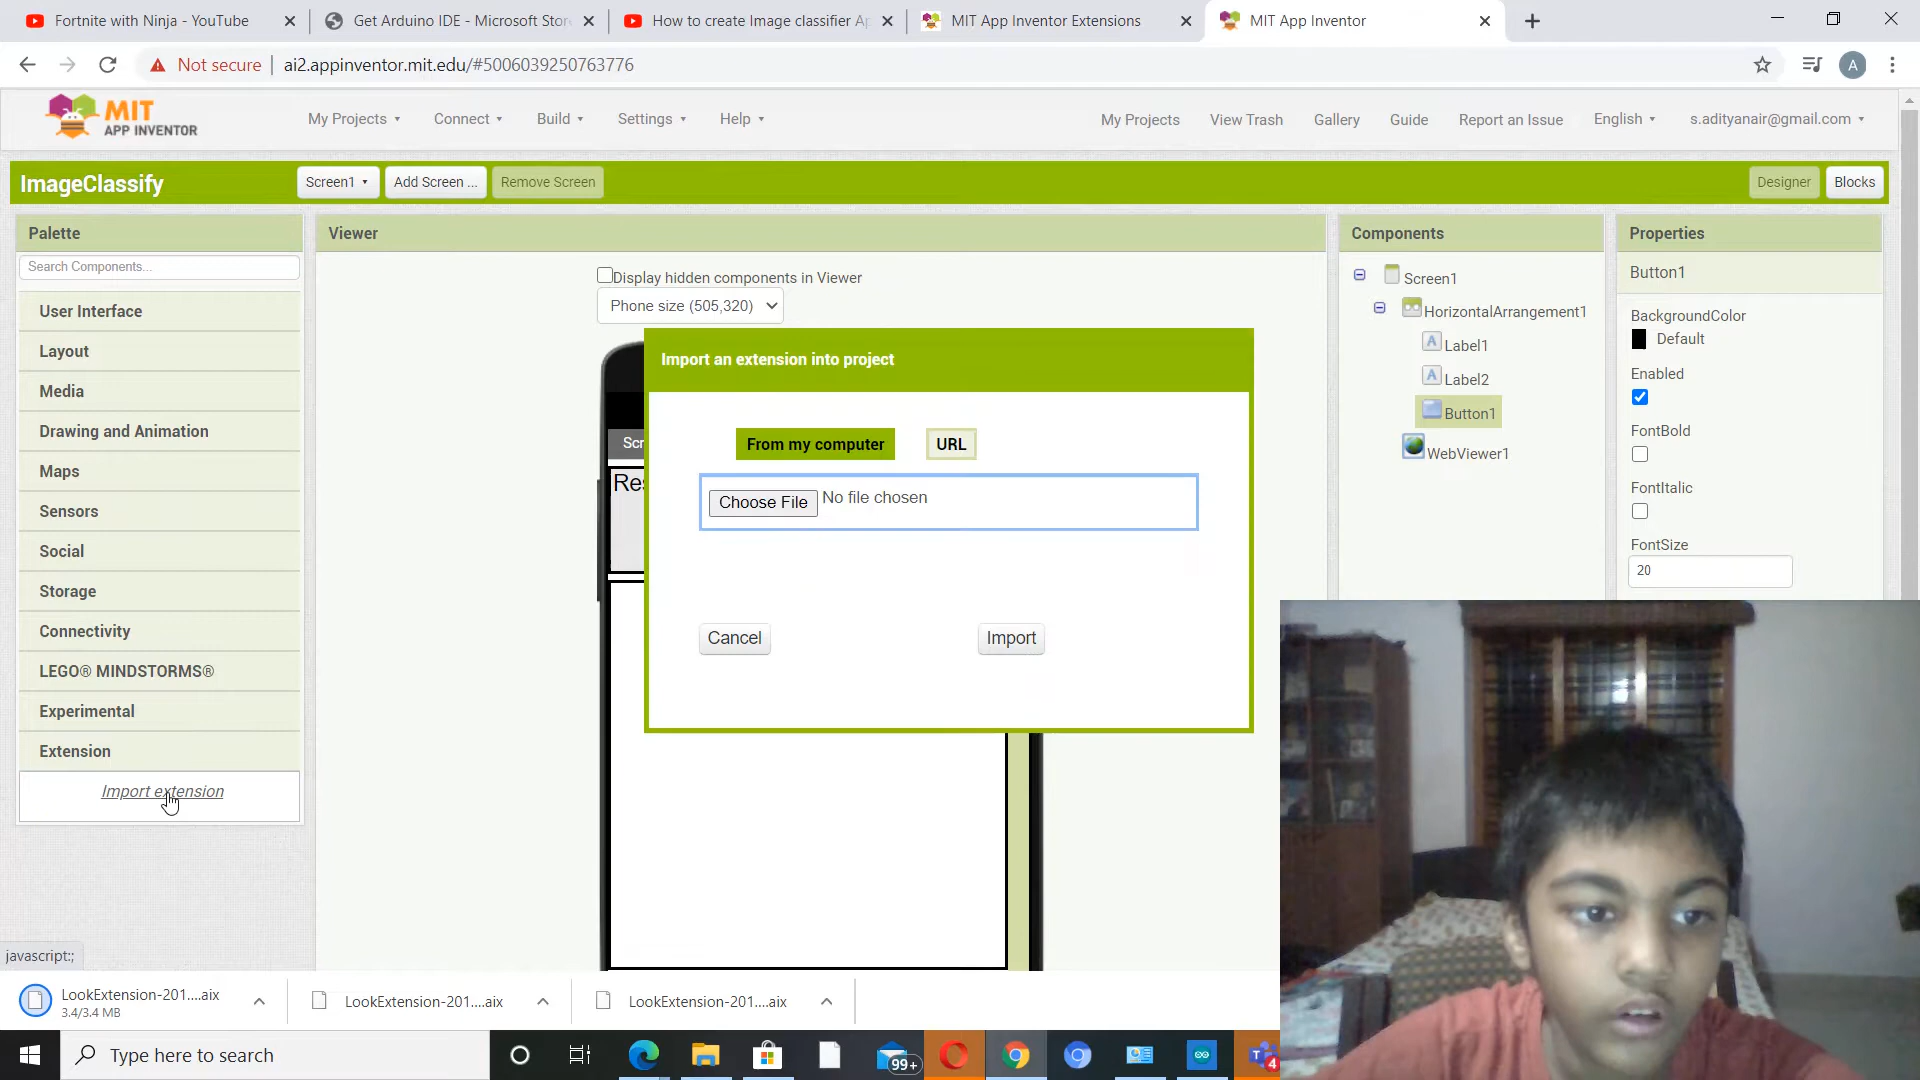 Fortnite with Ninja - YouTube
Get Arduino IDE - Microsoft Stor
How to create Image classifier Ap
MIT App Inventor Extensions
MIT App Inventor
Not secure
ai2.appinventor.mit.edu/#5006039250763776
A
MIT
APP INVENTOR
My Projects
Connect
Build
Settings
Help
My Projects
View Trash
Gallery
Guide
Report an Issue
English
s.adityanair@gmail.com
ImageClassify
Screen1
Add Screen ...
Remove Screen
Designer
Blocks
Palette
Viewer
Components
Properties
Search Components...
User Interface
Layout
Media
Drawing and Animation
Maps
Sensors
Social
Storage
Connectivity
LEGO® MINDSTORMS®
Experimental
Extension
Import extension
Display hidden components in Viewer
Phone size (505,320)
Scr
Res
Import an extension into project
From my computer
URL
Choose File
No file chosen
Cancel
Import
Screen1
HorizontalArrangement1
A Label1
A Label2
Button1
WebViewer1
Button1
BackgroundColor
Default
Enabled
FontBold
FontItalic
FontSize
20
javascript:;
LookExtension-201....aix
3.4/3.4 MB
LookExtension-201....aix
LookExtension-201....aix
Type here to search
99+
4